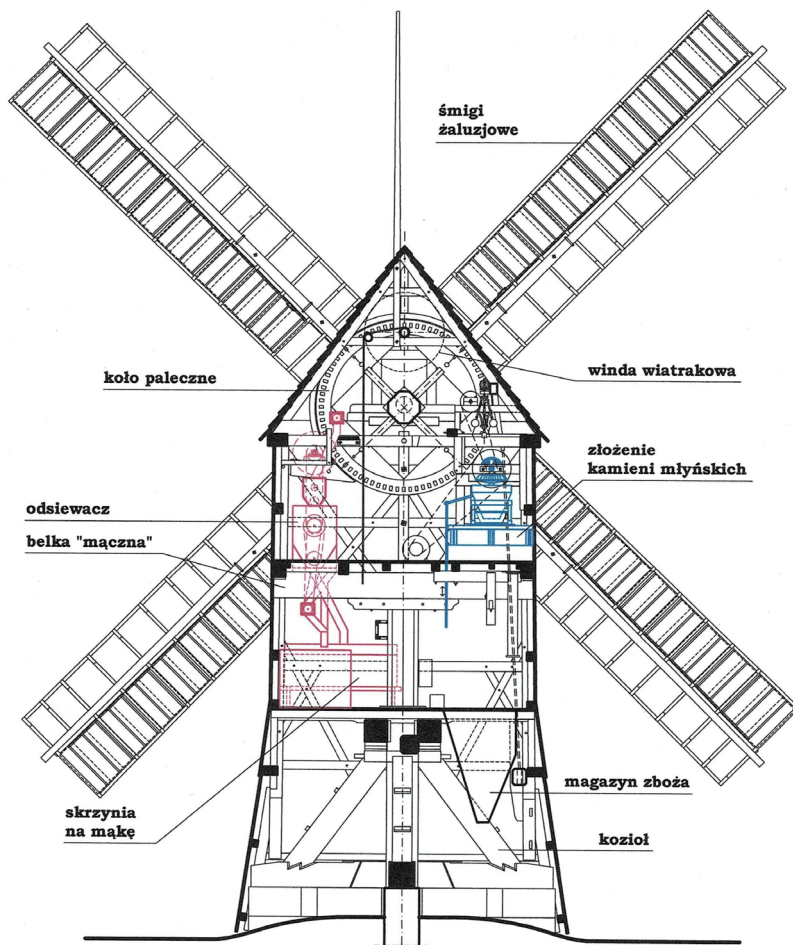 śmigi
żaluzjowe
koło paleczne
winda wiatrakowa
złożenie
kamieni młyńskich
odsiewacz
belka "mączna"
magazyn zboża
skrzynia
na mąkę
kozioł